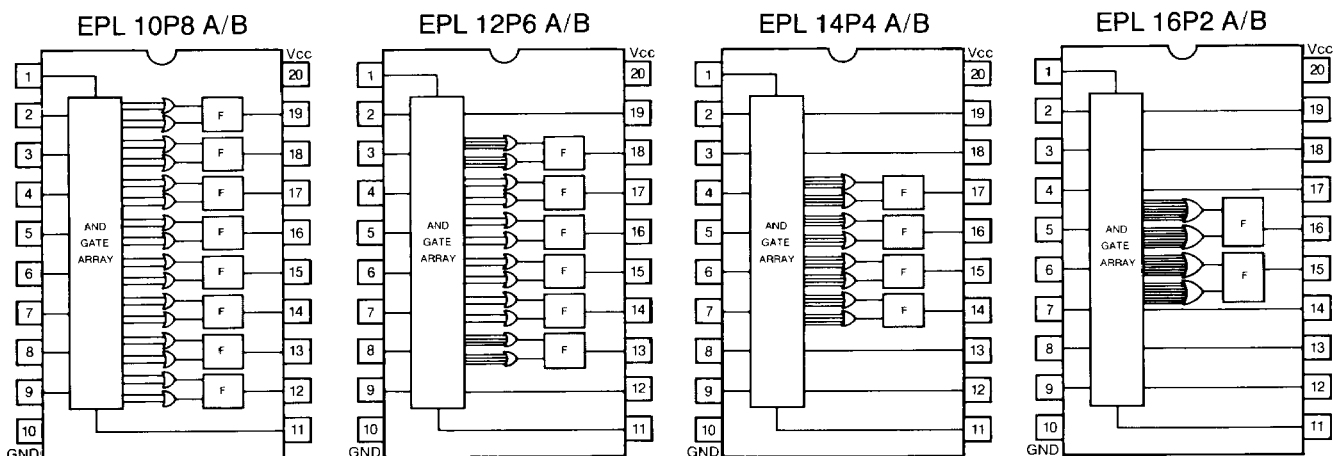 EPL 10P8 A/B
Vcc
1
20
2
F
19
3
F
18
4
F
17
AND
GATE
ARRAY
5
F
16
6
F
15
7
F
14
8
F
13
9
F
12
10
11
GND
EPL 12P6 A/B
Vcc
1
20
2
19
3
F
18
4
F
17
AND
GATE
ARRAY
5
F
16
6
F
15
7
F
14
8
F
13
9
12
10
11
GND
EPL 14P4 A/B
Vcc
1
20
2
19
3
18
4
F
17
AND
GATE
ARRAY
5
F
16
6
F
15
7
F
14
8
13
9
12
10
11
GND
EPL 16P2 A/B
Vcc
1
20
2
19
3
18
4
17
AND
GATE
ARRAY
5
F
16
6
F
15
7
14
8
13
9
12
10
11
GND